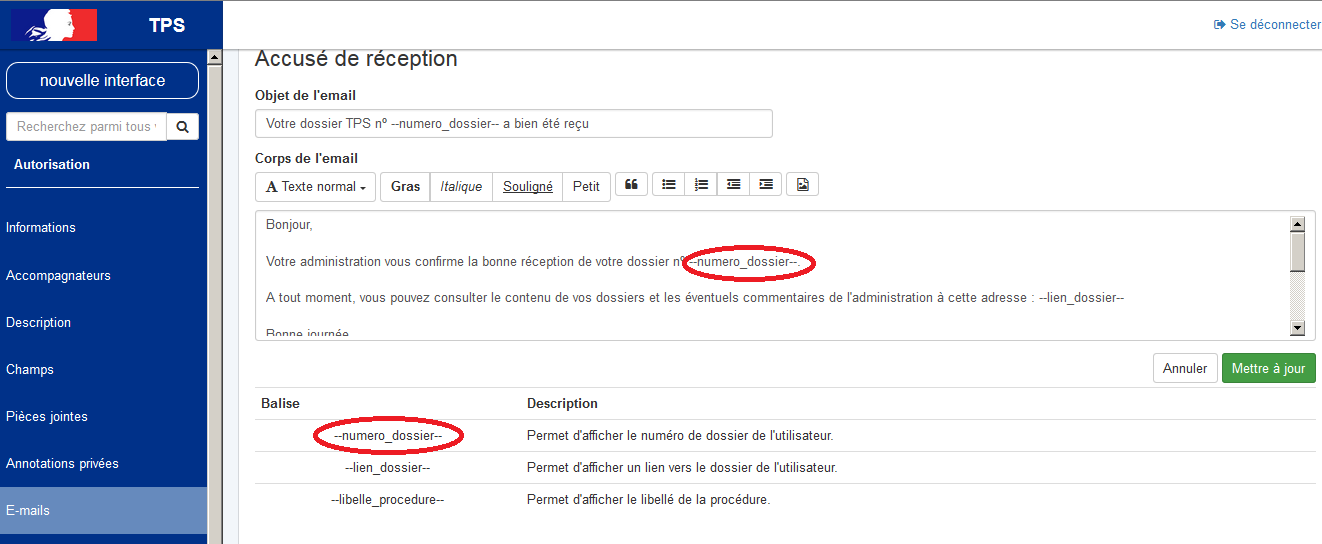 TPS
Se déconnecter
nouvelle interface
Recherchez parmi tous
Autorisation
Informations
Accompagnateurs
Description
Champs
Pièces jointes
Annotations privées
E-mails
Accusé de réception
Objet de l'email
Votre dossier TPS nº --numero_dossier-- a bien été reçu
Corps de l'email
A Texte normal Gras Italique Souligné Petit
Bonjour,
Votre administration vous confirme la bonne réception de votre dossier nº --numero_dossier--.
A tout moment, vous pouvez consulter le contenu de vos dossiers et les éventuels commentaires de l'administration à cette adresse : --lien_dossier--
Bonne journée
Annuler Mettre à jour
Balise Description
--numero_dossier-- Permet d'afficher le numéro de dossier de l'utilisateur.
--lien_dossier-- Permet d'afficher un lien vers le dossier de l'utilisateur.
--libelle_procedure-- Permet d'afficher le libellé de la procédure.